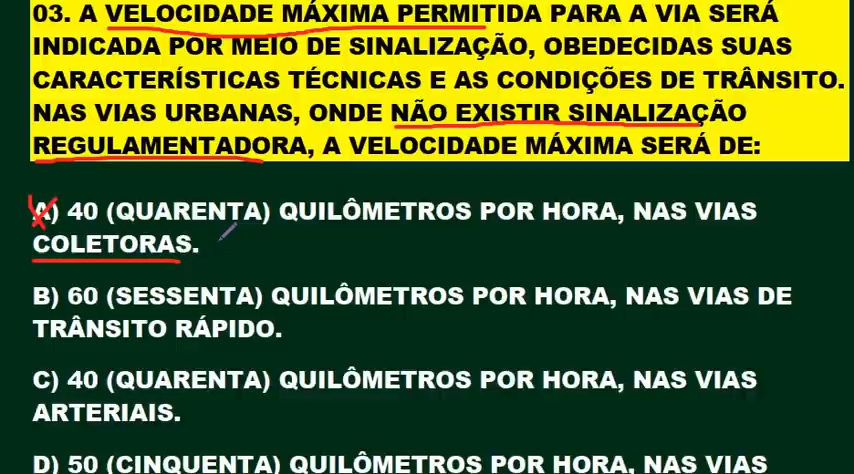 03. A VELOCIDADE MÁXIMA PERMITIDA PARA A VIA SERÁ
INDICADA POR MEIO DE SINALIZAÇÃO, OBEDECIDAS SUAS
CARACTERÍSTICAS TÉCNICAS E AS CONDIÇÕES DE TRÂNSITO.
NAS VIAS URBANAS, ONDE NÃO EXISTIR SINALIZAÇÃO
REGULAMENTADORA, A VELOCIDADE MÁXIMA SERÁ DE:
A) 40 (QUARENTA) QUILÔMETROS POR HORA, NAS VIAS
COLETORAS.
B) 60 (SESSENTA) QUILÔMETROS POR HORA, NAS VIAS DE
TRÂNSITO RÁPIDO.
C) 40 (QUARENTA) QUILÔMETROS POR HORA, NAS VIAS
ARTERIAIS.
D) 50 (CINQUENTA) QUILÔMETROS POR HORA, NAS VIAS